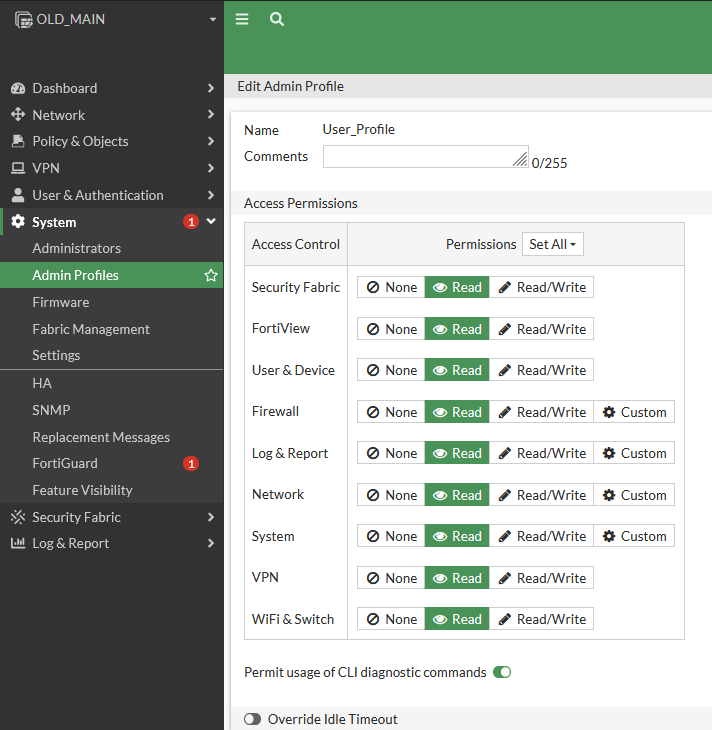 OLD_MAIN
Dashboard
Network
Policy & Objects
VPN
User & Authentication
System 1
Administrators
Admin Profiles
Firmware
Fabric Management
Settings
HA
SNMP
Replacement Messages
FortiGuard 1
Feature Visibility
Security Fabric
Log & Report
Edit Admin Profile
Name User_Profile
Comments 0/255
Access Permissions
Access Control Permissions Set All
Security Fabric None Read Read/Write
FortiView None Read Read/Write
User & Device None Read Read/Write
Firewall None Read Read/Write Custom
Log & Report None Read Read/Write Custom
Network None Read Read/Write Custom
System None Read Read/Write Custom
VPN None Read Read/Write
WiFi & Switch None Read Read/Write
Permit usage of CLI diagnostic commands
Override Idle Timeout